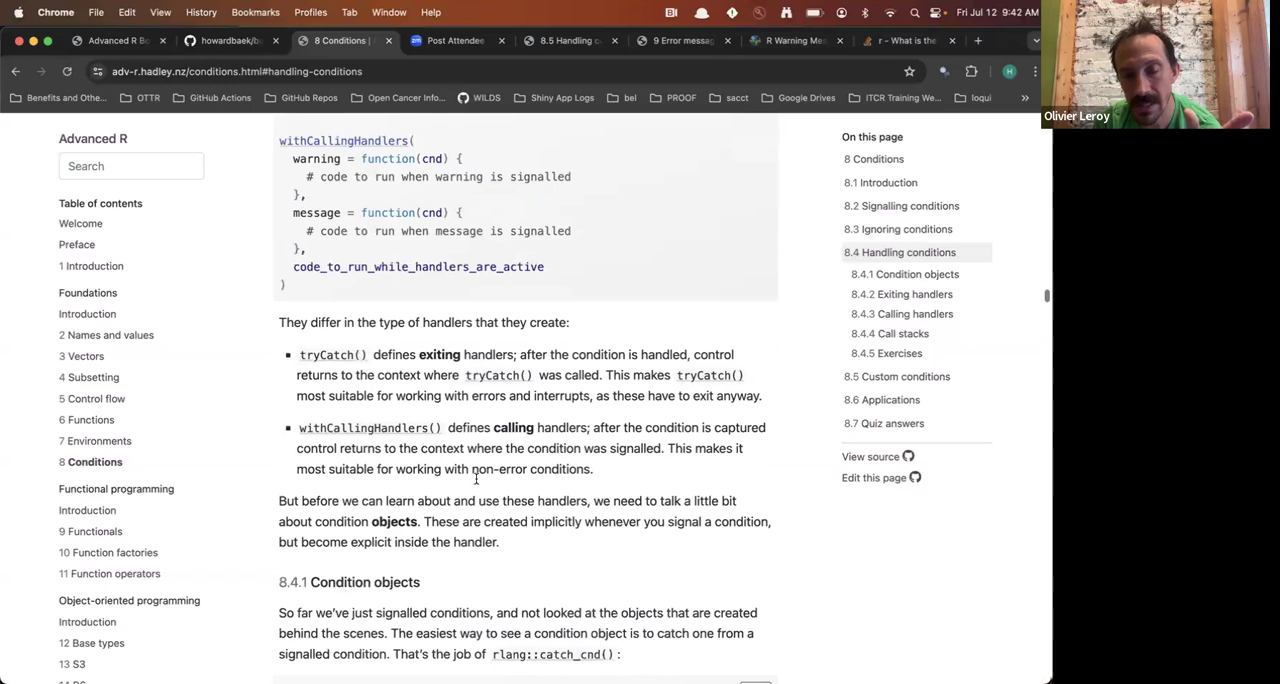 Chrome File Edit View History Bookmarks Profiles Tab Window Help Fri Jul 12 9:42 AM
Advanced R Bo howardbaek/b 8 Conditions | Post Attendee 8.5 Handling c 9 Error messag R Warning Mes r - What is the
adv-r.hadley.nz/conditions.html#handling-conditions
Benefits and Othe... OTTR GitHub Actions GitHub Repos Open Cancer Info... WILDS Shiny App Logs bel PROOF sacct Google Drives ITCR Training We... loqui »
Olivier Leroy
Advanced R
Search
Table of contents
Welcome
Preface
1 Introduction
Foundations
Introduction
2 Names and values
3 Vectors
4 Subsetting
5 Control flow
6 Functions
7 Environments
8 Conditions
Functional programming
Introduction
9 Functionals
10 Function factories
11 Function operators
Object-oriented programming
Introduction
12 Base types
13 S3
withCallingHandlers(
warning = function(cnd) {
# code to run when warning is signalled
},
message = function(cnd) {
# code to run when message is signalled
},
code_to_run_while_handlers_are_active
)
They differ in the type of handlers that they create:
▪ tryCatch() defines exiting handlers; after the condition is handled, control
returns to the context where tryCatch() was called. This makes tryCatch()
most suitable for working with errors and interrupts, as these have to exit anyway.
▪ withCallingHandlers() defines calling handlers; after the condition is captured
control returns to the context where the condition was signalled. This makes it
most suitable for working with non-error conditions.
But before we can learn about and use these handlers, we need to talk a little bit
about condition objects. These are created implicitly whenever you signal a condition,
but become explicit inside the handler.
8.4.1 Condition objects
So far we've just signalled conditions, and not looked at the objects that are created
behind the scenes. The easiest way to see a condition object is to catch one from a
signalled condition. That's the job of rlang::catch_cnd() :
On this page
8 Conditions
8.1 Introduction
8.2 Signalling conditions
8.3 Ignoring conditions
8.4 Handling conditions
8.4.1 Condition objects
8.4.2 Exiting handlers
8.4.3 Calling handlers
8.4.4 Call stacks
8.4.5 Exercises
8.5 Custom conditions
8.6 Applications
8.7 Quiz answers
View source
Edit this page